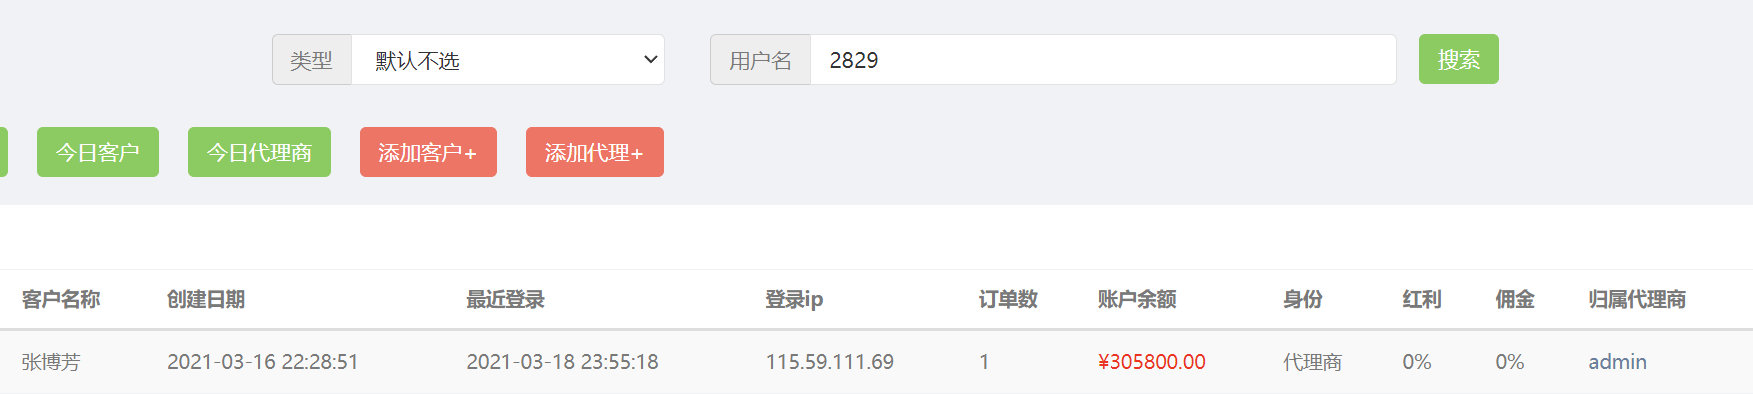 类型 默认不选 用户名 2829 搜索
今日客户 今日代理商 添加客户+ 添加代理+
客户名称 创建日期 最近登录 登录ip 订单数 账户余额 身份 红利 佣金 归属代理商
张博芳 2021-03-16 22:28:51 2021-03-18 23:55:18 115.59.111.69 1 ¥305800.00 代理商 0% 0% admin